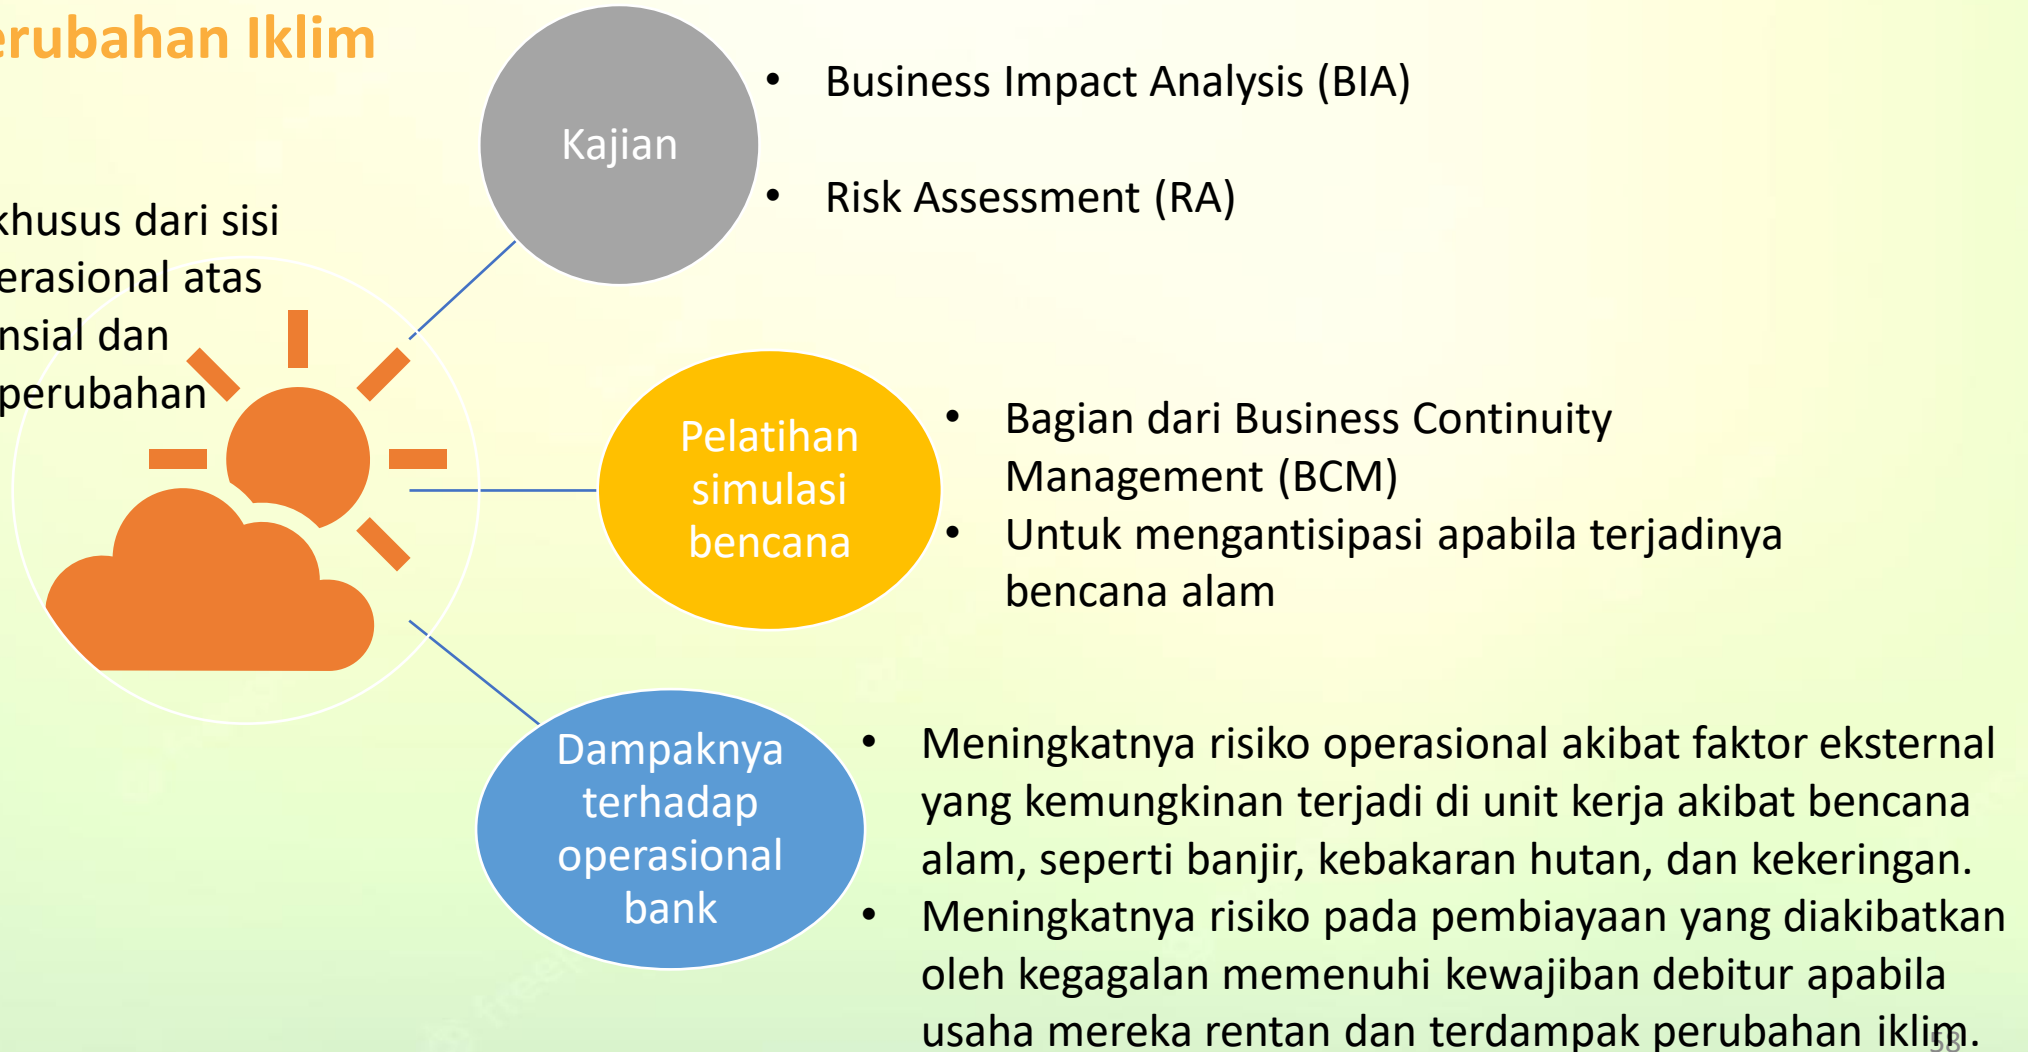 erubahan Iklim
khusus dari sisi
erasional atas
nsial dan
perubahan
Kajian
• Business Impact Analysis (BIA)
• Risk Assessment (RA)
Pelatihan
simulasi
bencana
• Bagian dari Business Continuity
Management (BCM)
• Untuk mengantisipasi apabila terjadinya
bencana alam
Dampaknya
terhadap
operasional
bank
• Meningkatnya risiko operasional akibat faktor eksternal
yang kemungkinan terjadi di unit kerja akibat bencana
alam, seperti banjir, kebakaran hutan, dan kekeringan.
• Meningkatnya risiko pada pembiayaan yang diakibatkan
oleh kegagalan memenuhi kewajiban debitur apabila
usaha mereka rentan dan terdampak perubahan iklim.
58